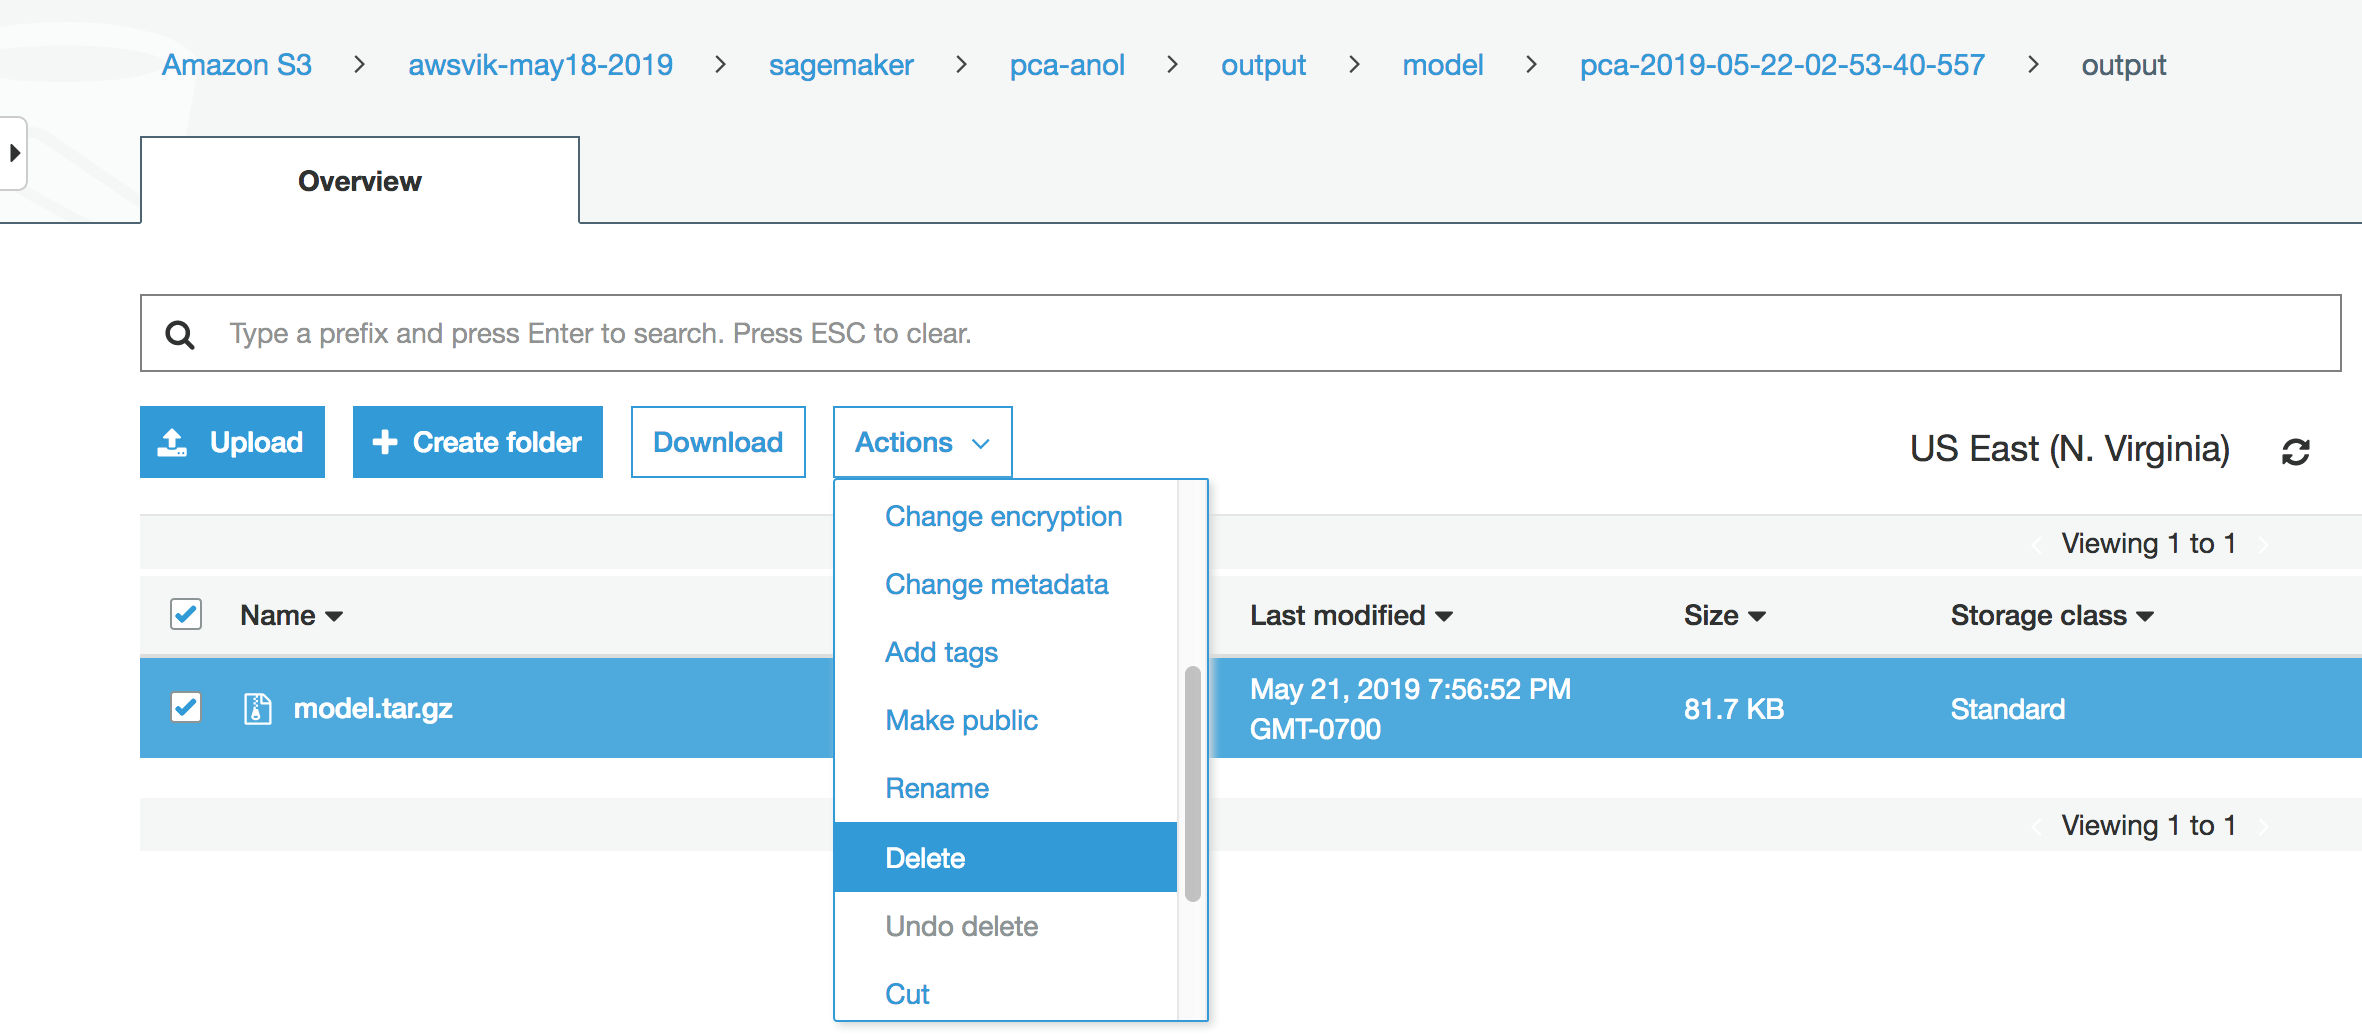 Amazon S3 > awsvik-may18-2019 > sagemaker > pca-anol > output > model > pca-2019-05-22-02-53-40-557 > output
Overview
Type a prefix and press Enter to search. Press ESC to clear.
Upload Create folder Download Actions
US East (N. Virginia)
Change encryption
Change metadata
Add tags
Make public
Rename
Delete
Undo delete
Cut
Viewing 1 to 1
Name Last modified Size Storage class
model.tar.gz May 21, 2019 7:56:52 PM
GMT-0700 81.7 KB Standard
Viewing 1 to 1